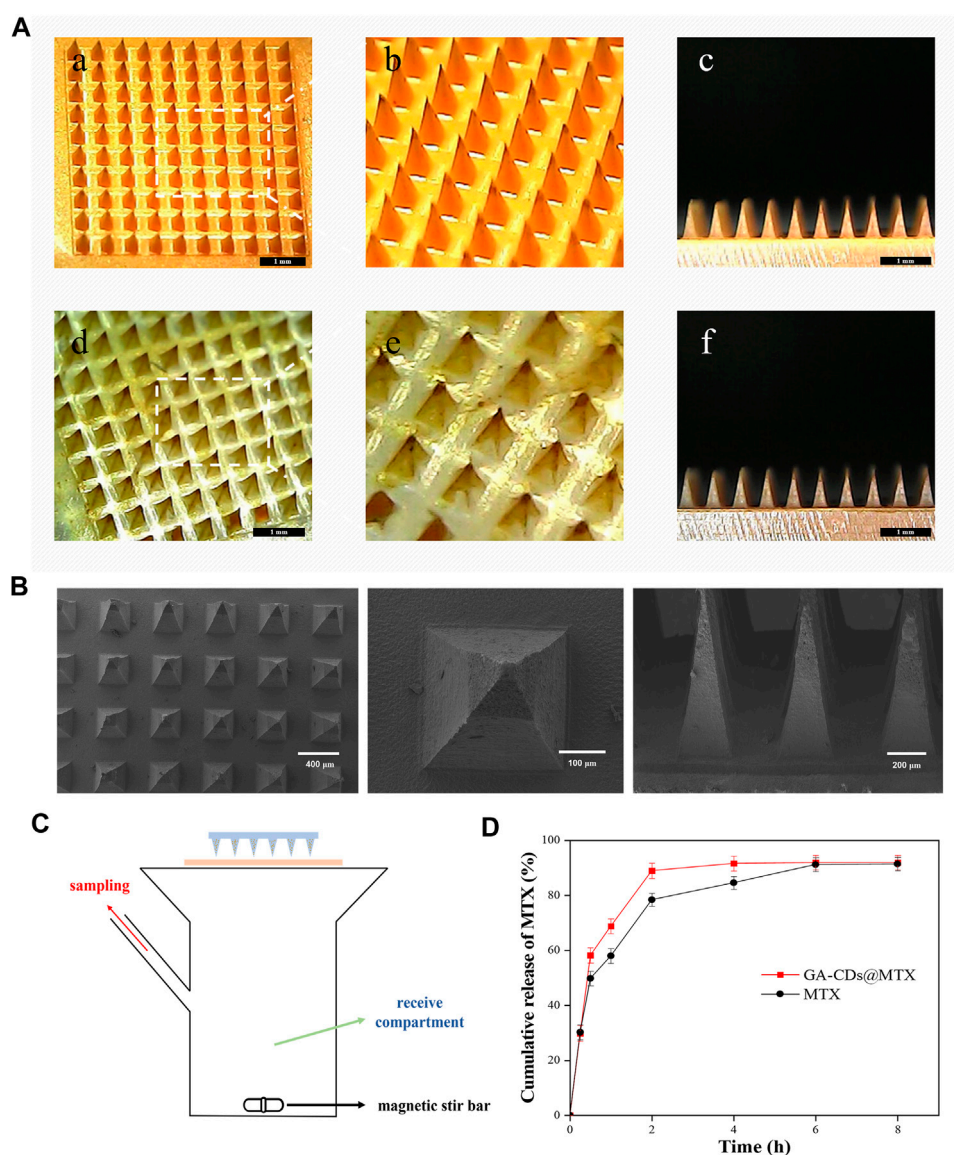 A
a
b
c
1 mm
1 mm
d
e
f
1 mm
1 mm
B
400 μm
100 μm
200 μm
C
sampling
receive
compartment
magnetic stir bar
D
Cumulative release of MTX (%)
100
80
60
40
20
0
GA-CDs@MTX
MTX
0
2
4
6
8
Time (h)